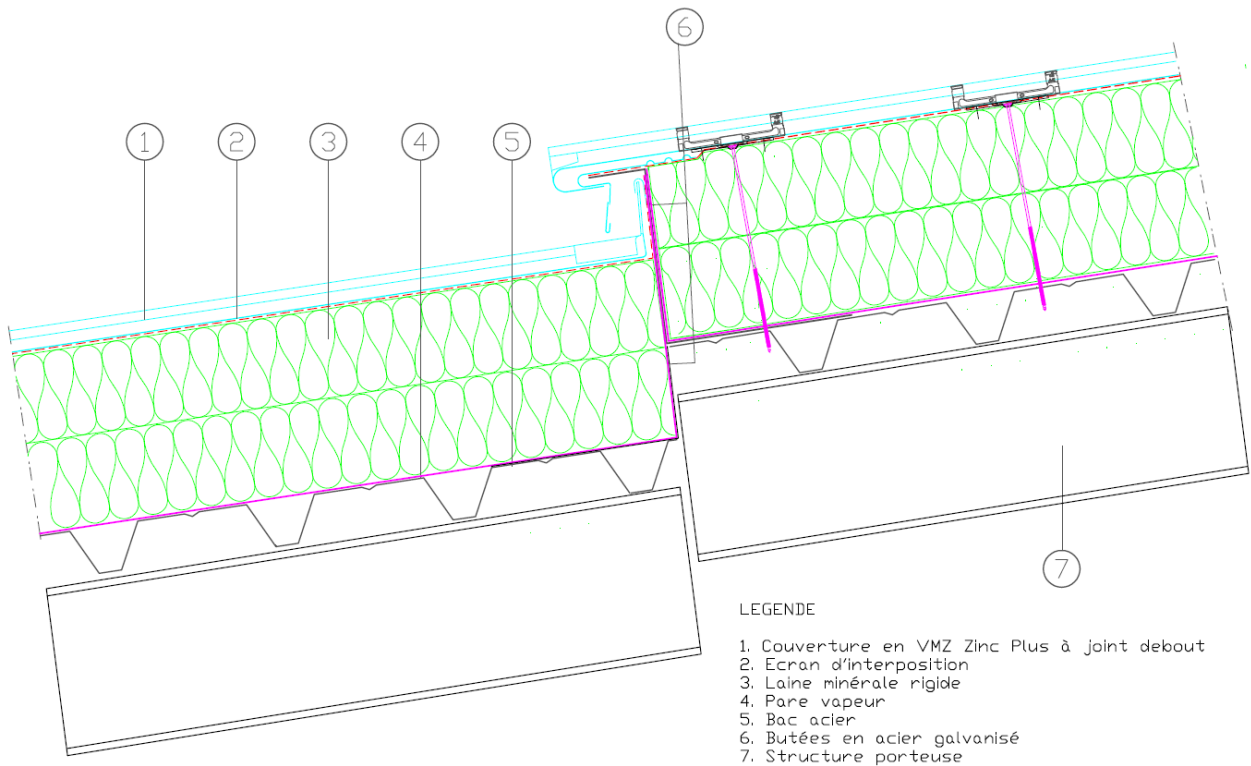 6
1 2 3 4 5
7
LEGENDE
1. Couverture en VMZ Zinc Plus à joint debout
2. Ecran d'interposition
3. Laine minérale rigide
4. Pare vapeur
5. Bac acier
6. Butées en acier galvanisé
7. Structure porteuse